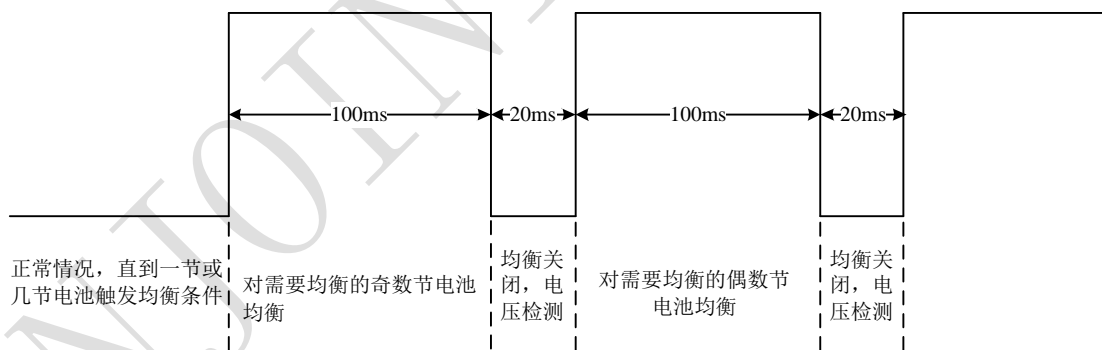 100ms
20ms
100ms
20ms
正常情况，直到一节或
几节电池触发均衡条件
对需要均衡的奇数节电池
均衡
均衡关
闭，电
压检测
对需要均衡的偶数节
电池均衡
均衡关
闭，电
压检测